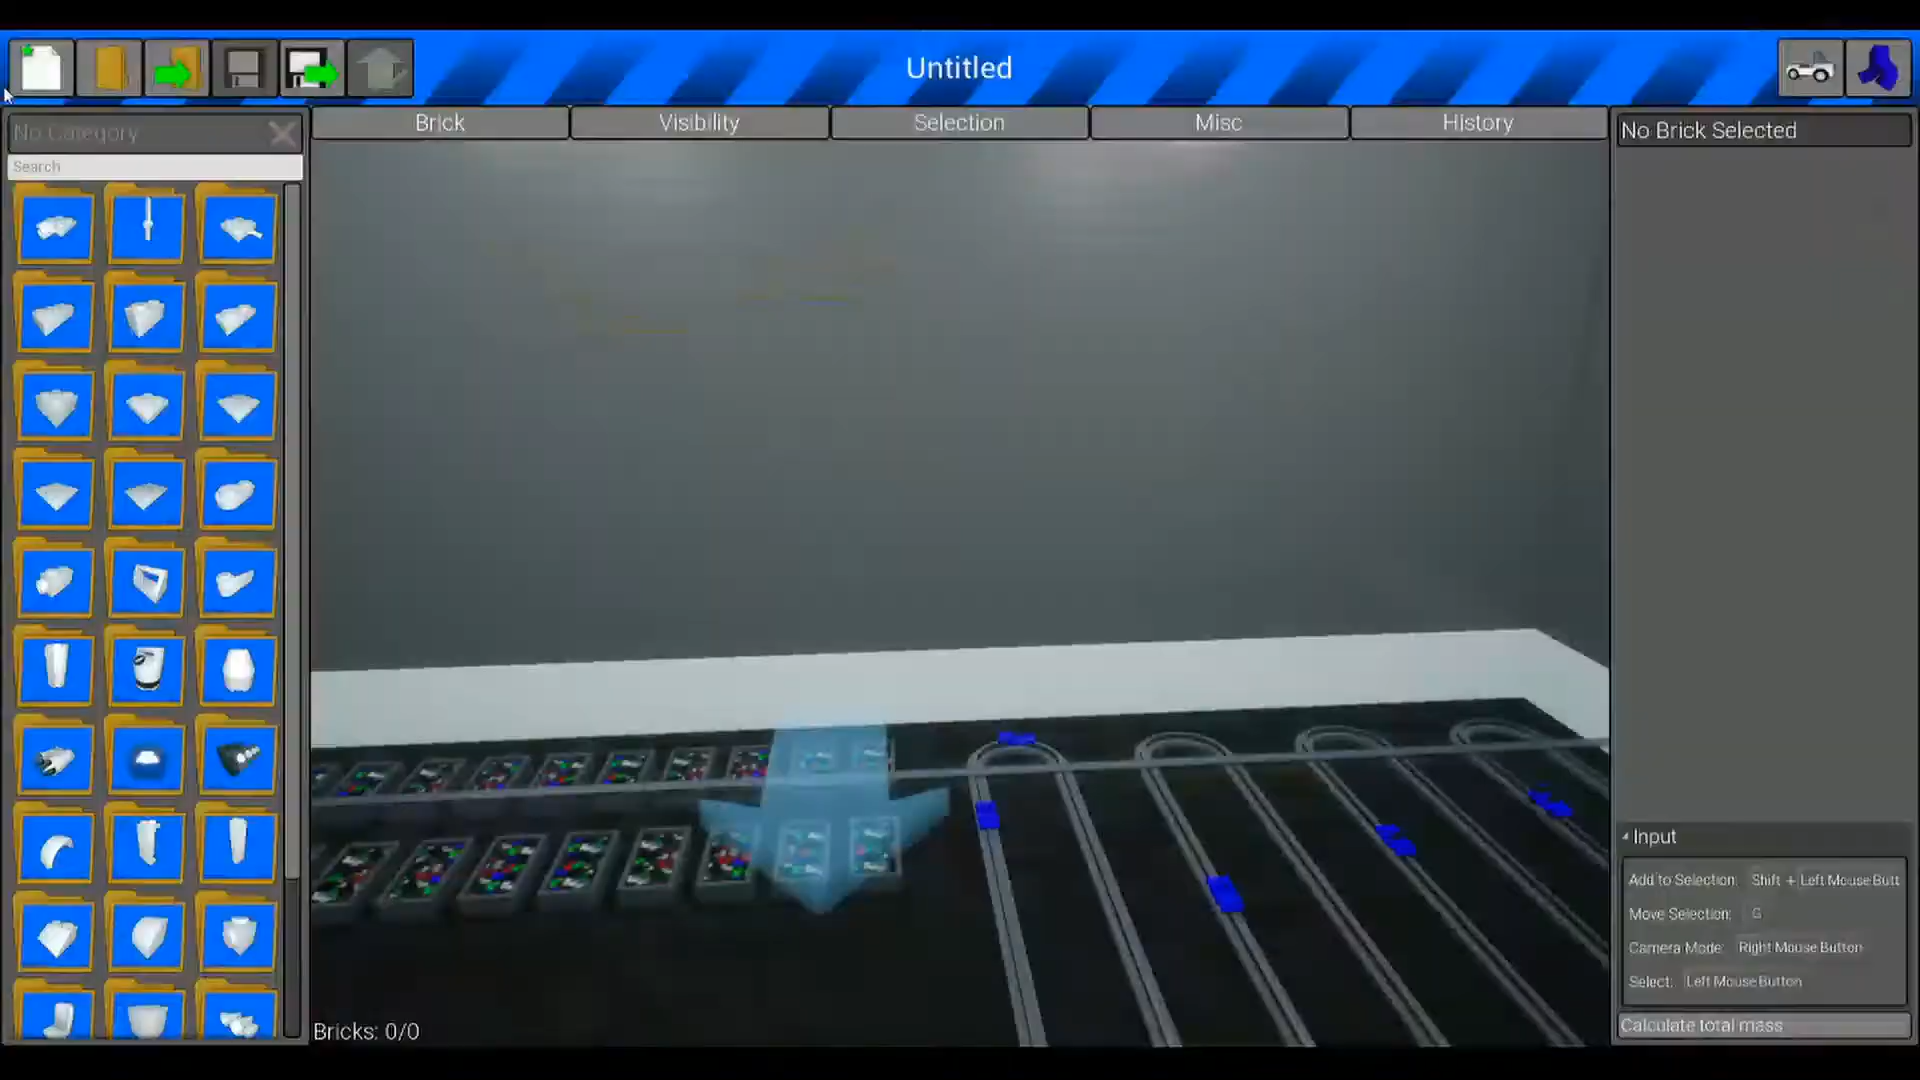 Untitled
No Category
Search
Brick
Visibility
Selection
Misc
History
No Brick Selected
Input
Add to Selection: Shift + Left Mouse Butt
Move Selection: G
Camera Mode: Right Mouse Button
Select: Left Mouse Button
Calculate total mass
Bricks: 0/0